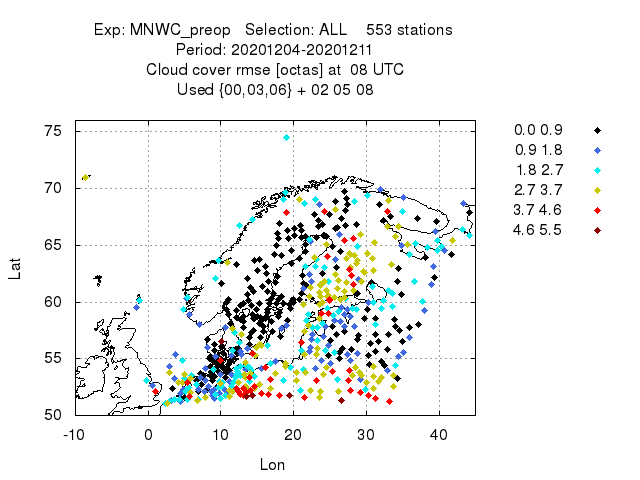 Exp: MNWC_preop   Selection: ALL    553 stations
Period: 20201204-20201211
Cloud cover rmse [octas] at  08 UTC
Used {00,03,06} + 02 05 08
0.0 0.9
0.9 1.8
1.8 2.7
2.7 3.7
3.7 4.6
4.6 5.5
75
70
65
60
55
50
Lat
-10 0 10 20 30 40
Lon